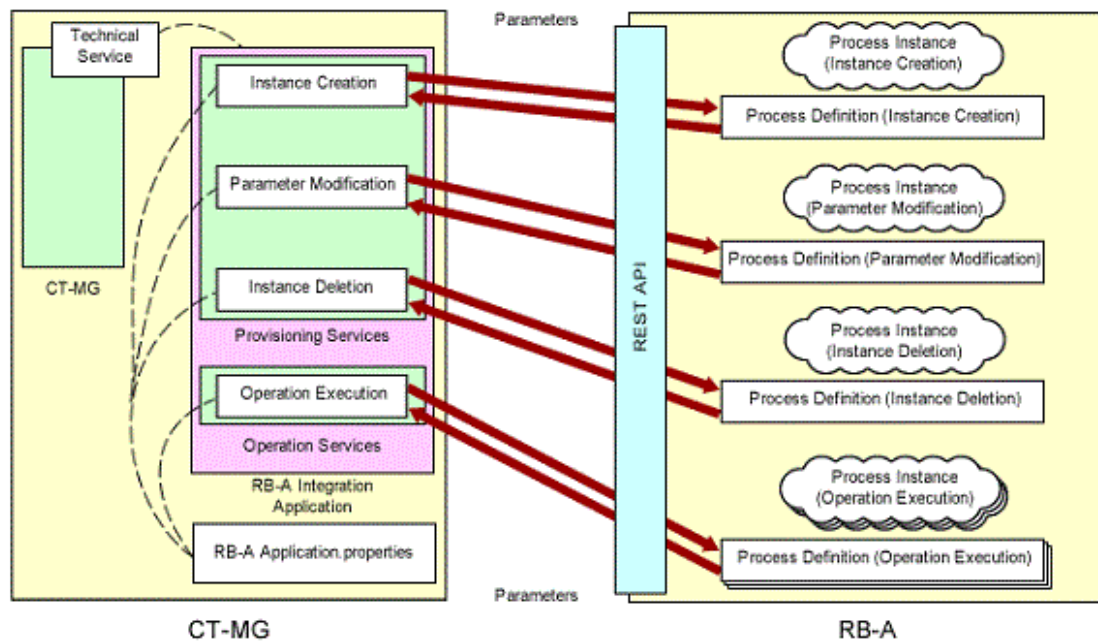 Technical
Service
CT-MG
Instance Creation
Parameter Modification
Instance Deletion
Provisioning Services
Operation Execution
Operation Services
RB-A Integration
Application
RB-A Application.properties
CT-MG
Parameters
Parameters
REST API
Process Instance
(Instance Creation)
Process Definition (Instance Creation)
Process Instance
(Parameter Modification)
Process Definition (Parameter Modification)
Process Instance
(Instance Deletion)
Process Definition (Instance Deletion)
Process Instance
(Operation Execution)
Process Definition (Operation Execution)
RB-A